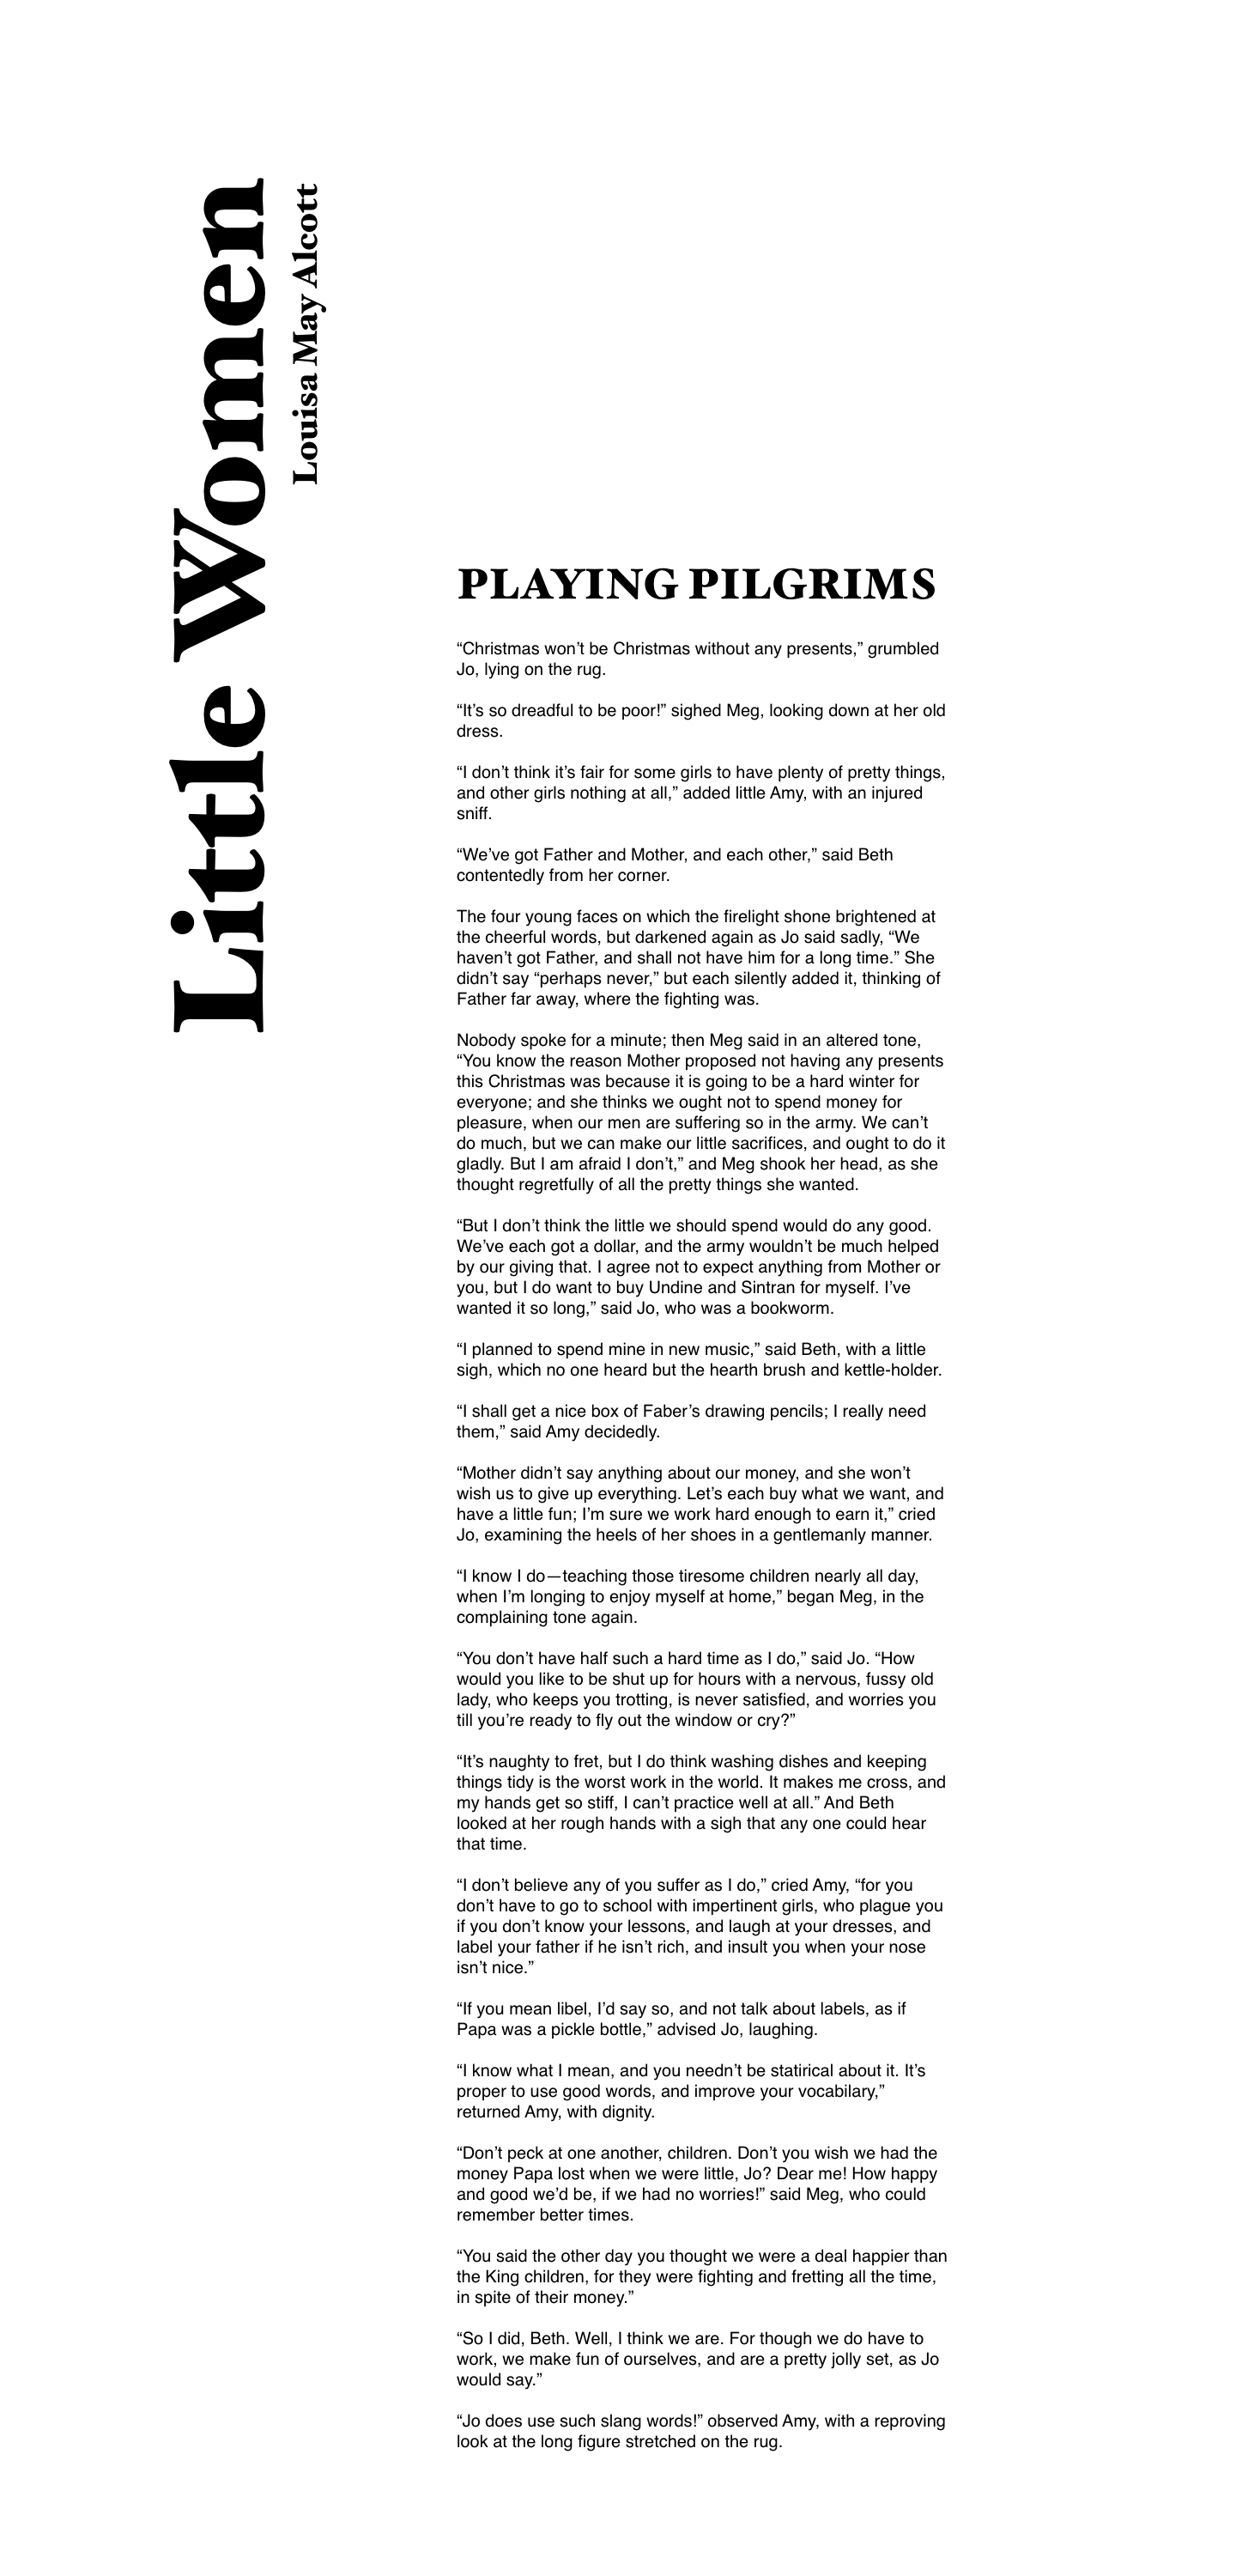 Little Women
Louisa May Alcott
PLAYING PILGRIMS
“Christmas won’t be Christmas without any presents,” grumbled
Jo, lying on the rug.
“It’s so dreadful to be poor!” sighed Meg, looking down at her old
dress.
“I don’t think it’s fair for some girls to have plenty of pretty things,
and other girls nothing at all,” added little Amy, with an injured
sniff.
“We’ve got Father and Mother, and each other,” said Beth
contentedly from her corner.
The four young faces on which the firelight shone brightened at
the cheerful words, but darkened again as Jo said sadly, “We
haven’t got Father, and shall not have him for a long time.” She
didn’t say “perhaps never,” but each silently added it, thinking of
Father far away, where the fighting was.
Nobody spoke for a minute; then Meg said in an altered tone,
“You know the reason Mother proposed not having any presents
this Christmas was because it is going to be a hard winter for
everyone; and she thinks we ought not to spend money for
pleasure, when our men are suffering so in the army. We can’t
do much, but we can make our little sacrifices, and ought to do it
gladly. But I am afraid I don’t,” and Meg shook her head, as she
thought regretfully of all the pretty things she wanted.
“But I don’t think the little we should spend would do any good.
We’ve each got a dollar, and the army wouldn’t be much helped
by our giving that. I agree not to expect anything from Mother or
you, but I do want to buy Undine and Sintran for myself. I’ve
wanted it so long,” said Jo, who was a bookworm.
“I planned to spend mine in new music,” said Beth, with a little
sigh, which no one heard but the hearth brush and kettle-holder.
“I shall get a nice box of Faber’s drawing pencils; I really need
them,” said Amy decidedly.
“Mother didn’t say anything about our money, and she won’t
wish us to give up everything. Let’s each buy what we want, and
have a little fun; I’m sure we work hard enough to earn it,” cried
Jo, examining the heels of her shoes in a gentlemanly manner.
“I know I do—teaching those tiresome children nearly all day,
when I’m longing to enjoy myself at home,” began Meg, in the
complaining tone again.
“You don’t have half such a hard time as I do,” said Jo. “How
would you like to be shut up for hours with a nervous, fussy old
lady, who keeps you trotting, is never satisfied, and worries you
till you’re ready to fly out the window or cry?”
“It’s naughty to fret, but I do think washing dishes and keeping
things tidy is the worst work in the world. It makes me cross, and
my hands get so stiff, I can’t practice well at all.” And Beth
looked at her rough hands with a sigh that any one could hear
that time.
“I don’t believe any of you suffer as I do,” cried Amy, “for you
don’t have to go to school with impertinent girls, who plague you
if you don’t know your lessons, and laugh at your dresses, and
label your father if he isn’t rich, and insult you when your nose
isn’t nice.”
“If you mean libel, I’d say so, and not talk about labels, as if
Papa was a pickle bottle,” advised Jo, laughing.
“I know what I mean, and you needn’t be statirical about it. It’s
proper to use good words, and improve your vocabilary,”
returned Amy, with dignity.
“Don’t peck at one another, children. Don’t you wish we had the
money Papa lost when we were little, Jo? Dear me! How happy
and good we’d be, if we had no worries!” said Meg, who could
remember better times.
“You said the other day you thought we were a deal happier than
the King children, for they were fighting and fretting all the time,
in spite of their money.”
“So I did, Beth. Well, I think we are. For though we do have to
work, we make fun of ourselves, and are a pretty jolly set, as Jo
would say.”
“Jo does use such slang words!” observed Amy, with a reproving
look at the long figure stretched on the rug.